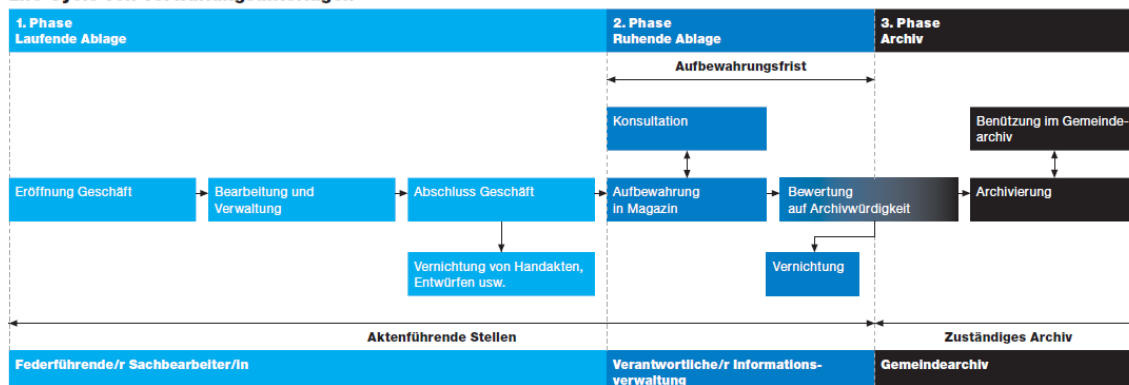 1. Phase
Laufende Ablage
2. Phase
Ruhende Ablage
3. Phase
Archiv
Aufbewahrungsfrist
Konsultation
Benützung im Gemeinde-
archiv
Eröffnung Geschäft
Bearbeitung und
Verwaltung
Abschluss Geschäft
Aufbewahrung
in Magazin
Bewertung
auf Archivwürdigkeit
Archivierung
Vernichtung von Handakten,
Entwürfen usw.
Vernichtung
Aktenführende Stellen
Zuständiges Archiv
Federführende/r Sachbearbeiter/in
Verantwortliche/r Informations-
verwaltung
Gemeindearchiv